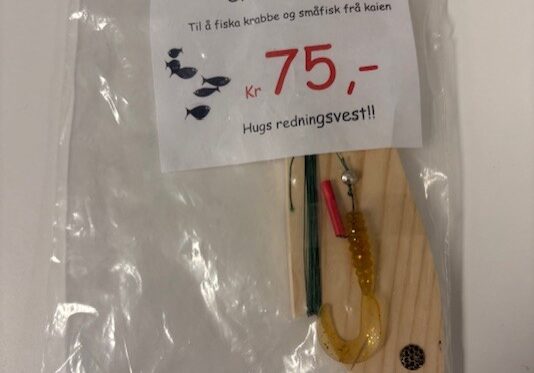 Til å fiska krabbe og småfisk frå kaien
Kr 75,-
Hugs redningsvest!!